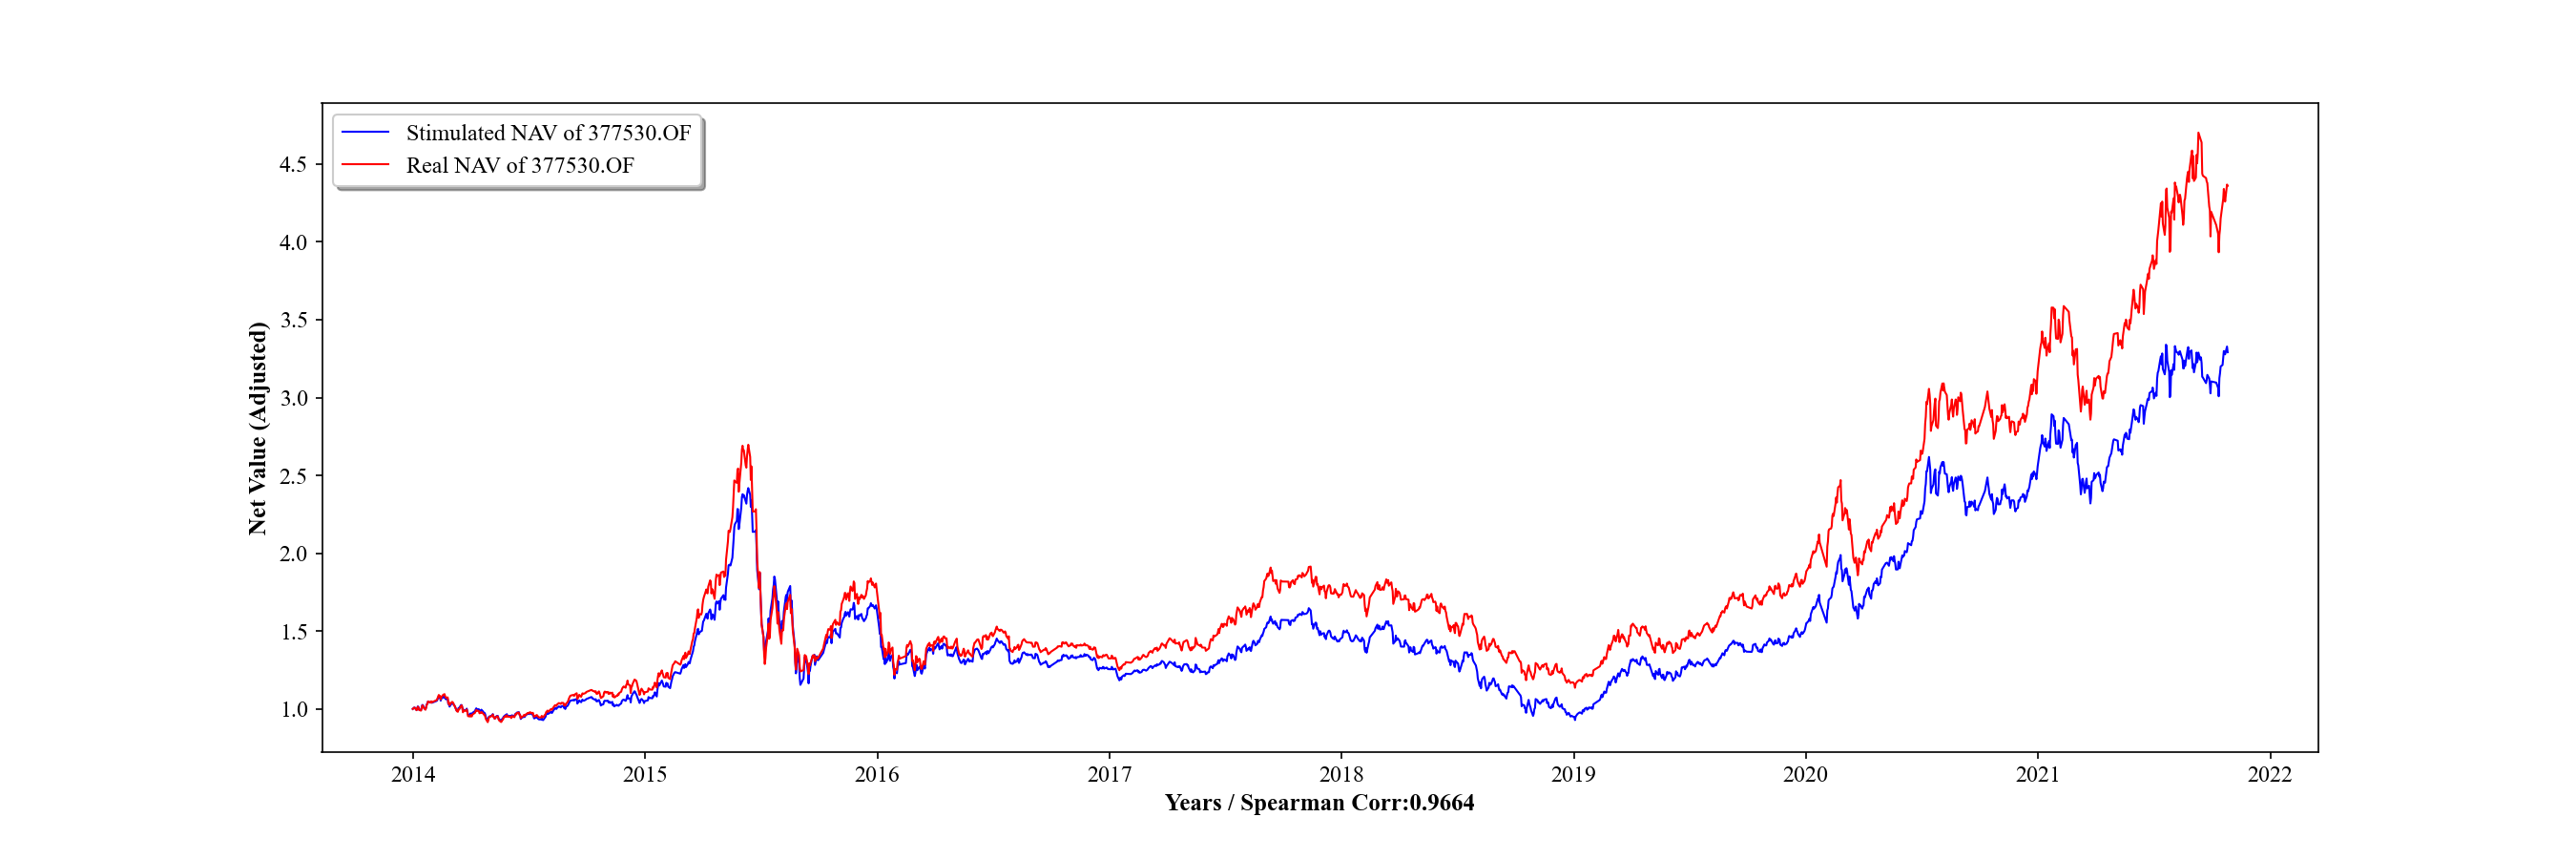 Stimulated NAV of 377530.OF
Real NAV of 377530.OF
Net Value (Adjusted)
4.5
4.0
3.5
3.0
2.5
2.0
1.5
1.0
2014 2015 2016 2017 2018 2019 2020 2021 2022
Years / Spearman Corr:0.9664